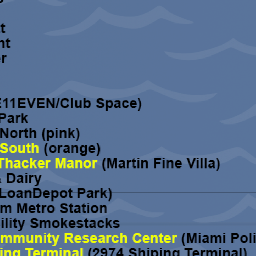 E11EVEN/Club Space)
Park
North (pink)
South (orange)
Thacker Manor (Martin Fine Villa)
Dairy
LoanDepot Park)
m Metro Station
ility Smokestacks
mmunity Research Center (Miami Poli
ing Terminal (2974 Shiping Terminal)